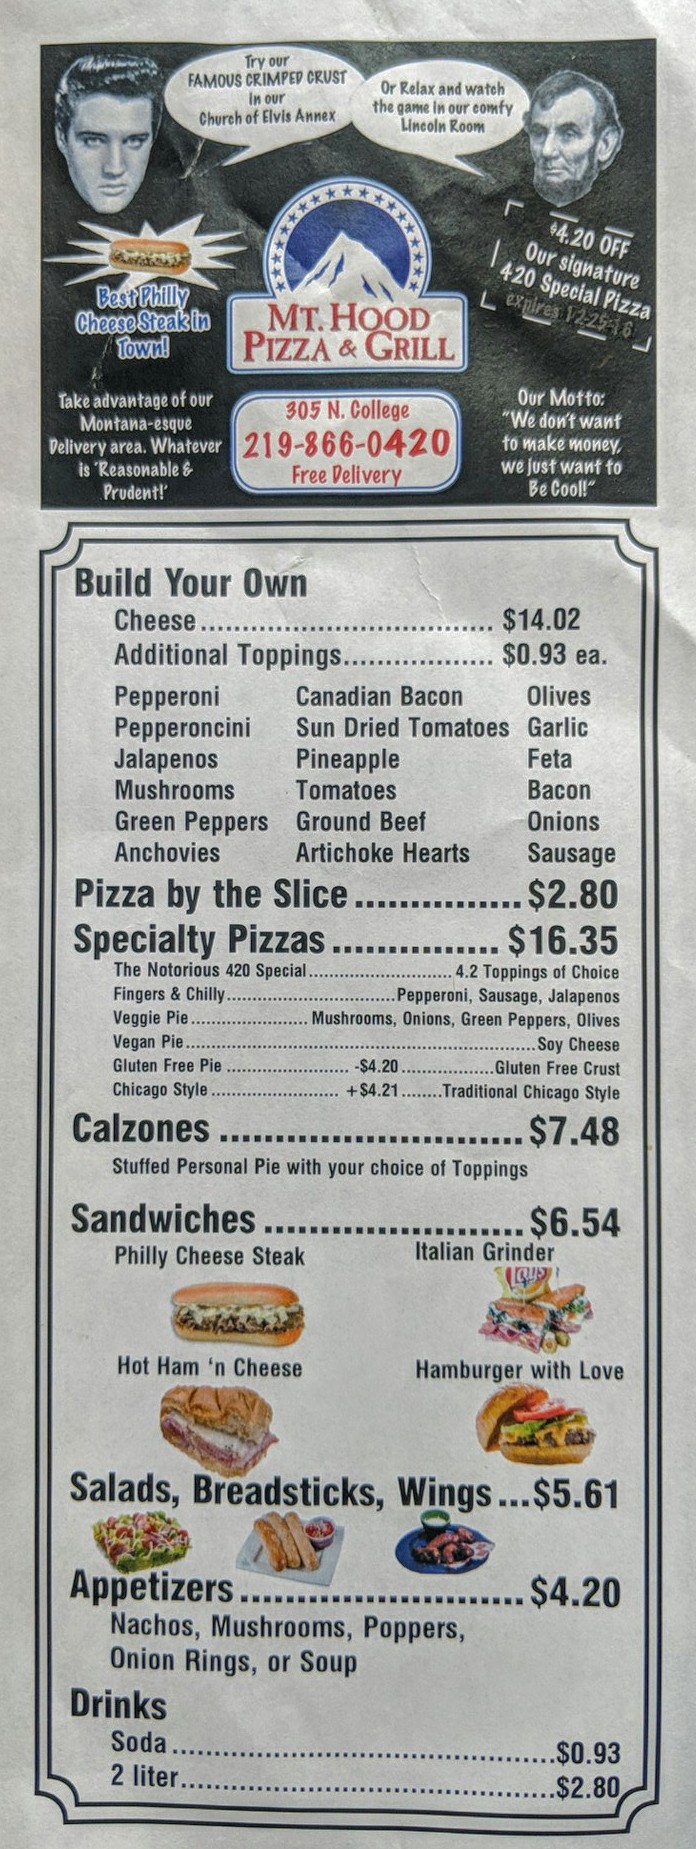 Try our
FAMOUS CRIMPED CRUST
in our
Church of Elvis Annex
Or Relax and watch
the game in our comfy
Lincoln Room
$4.20 OFF
Our signature
420 Special Pizza
expires 12-25-16
Best Philly
Cheese Steak in
Town!
MT. HOOD
PIZZA & GRILL
Take advantage of our
Montana-esque
Delivery area. Whatever
is 'Reasonable &
Prudent!'
305 N. College
219-866-0420
Free Delivery
Our Motto:
"We don't want
to make money,
we just want to
Be Cool!"
Build Your Own
Cheese.................................... $14.02
Additional Toppings.................. $0.93 ea.
Pepperoni Canadian Bacon Olives
Pepperoncini Sun Dried Tomatoes Garlic
Jalapenos Pineapple Feta
Mushrooms Tomatoes Bacon
Green Peppers Ground Beef Onions
Anchovies Artichoke Hearts Sausage
Pizza by the Slice............... $2.80
Specialty Pizzas............... $16.35
The Notorious 420 Special.............................. 4.2 Toppings of Choice
Fingers & Chilly...................................Pepperoni, Sausage, Jalapenos
Veggie Pie........................ Mushrooms, Onions, Green Peppers, Olives
Vegan Pie.........................................................................Soy Cheese
Gluten Free Pie ......................... -$4.20...................Gluten Free Crust
Chicago Style.......................... +$4.21........Traditional Chicago Style
Calzones ........................... $7.48
Stuffed Personal Pie with your choice of Toppings
Sandwiches....................... $6.54
Philly Cheese Steak Italian Grinder
Lay's
Hot Ham 'n Cheese Hamburger with Love
Salads, Breadsticks, Wings...$5.61
Appetizers......................... $4.20
Nachos, Mushrooms, Poppers,
Onion Rings, or Soup
Drinks
Soda................................................$0.93
2 liter...............................................$2.80